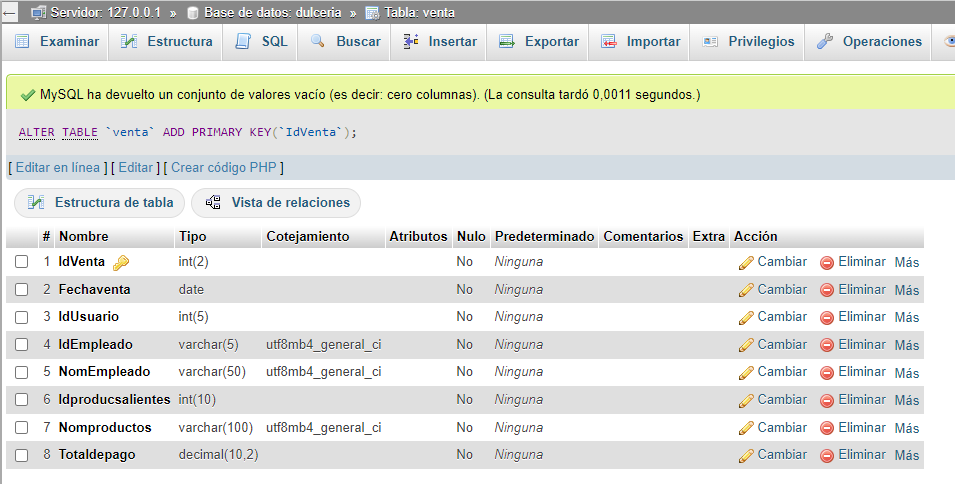 Servidor: 127.0.0.1 » Base de datos: dulceria » Tabla: venta
Examinar Estructura SQL Buscar Insertar Exportar Importar Privilegios Operaciones
MySQL ha devuelto un conjunto de valores vacío (es decir: cero columnas). (La consulta tardó 0,0011 segundos.)
ALTER TABLE `venta` ADD PRIMARY KEY(`IdVenta`);
[ Editar en línea ] [ Editar ] [ Crear código PHP ]
Estructura de tabla Vista de relaciones
# Nombre Tipo Cotejamiento Atributos Nulo Predeterminado Comentarios Extra Acción
1 IdVenta int(2) No Ninguna Cambiar Eliminar Más
2 Fechaventa date No Ninguna Cambiar Eliminar Más
3 IdUsuario int(5) No Ninguna Cambiar Eliminar Más
4 IdEmpleado varchar(5) utf8mb4_general_ci No Ninguna Cambiar Eliminar Más
5 NomEmpleado varchar(50) utf8mb4_general_ci No Ninguna Cambiar Eliminar Más
6 Idproducsalientes int(10) No Ninguna Cambiar Eliminar Más
7 Nomproductos varchar(100) utf8mb4_general_ci No Ninguna Cambiar Eliminar Más
8 Totaldepago decimal(10,2) No Ninguna Cambiar Eliminar Más